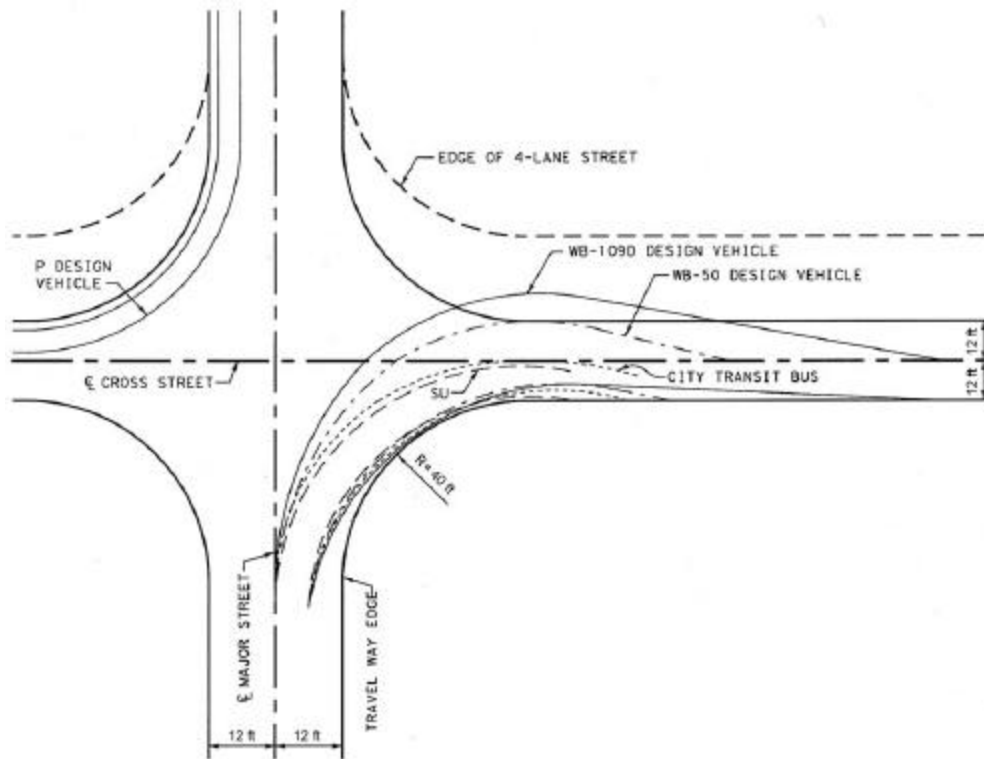 EDGE OF 4-LANE STREET
WB-1090 DESIGN VEHICLE
P DESIGN
VEHICLE
WB-50 DESIGN VEHICLE
12 ft
℄ CROSS STREET
SU
CITY TRANSIT BUS
12 ft
R=40 ft
℄ MAJOR STREET
TRAVEL WAY EDGE
12 ft
12 ft